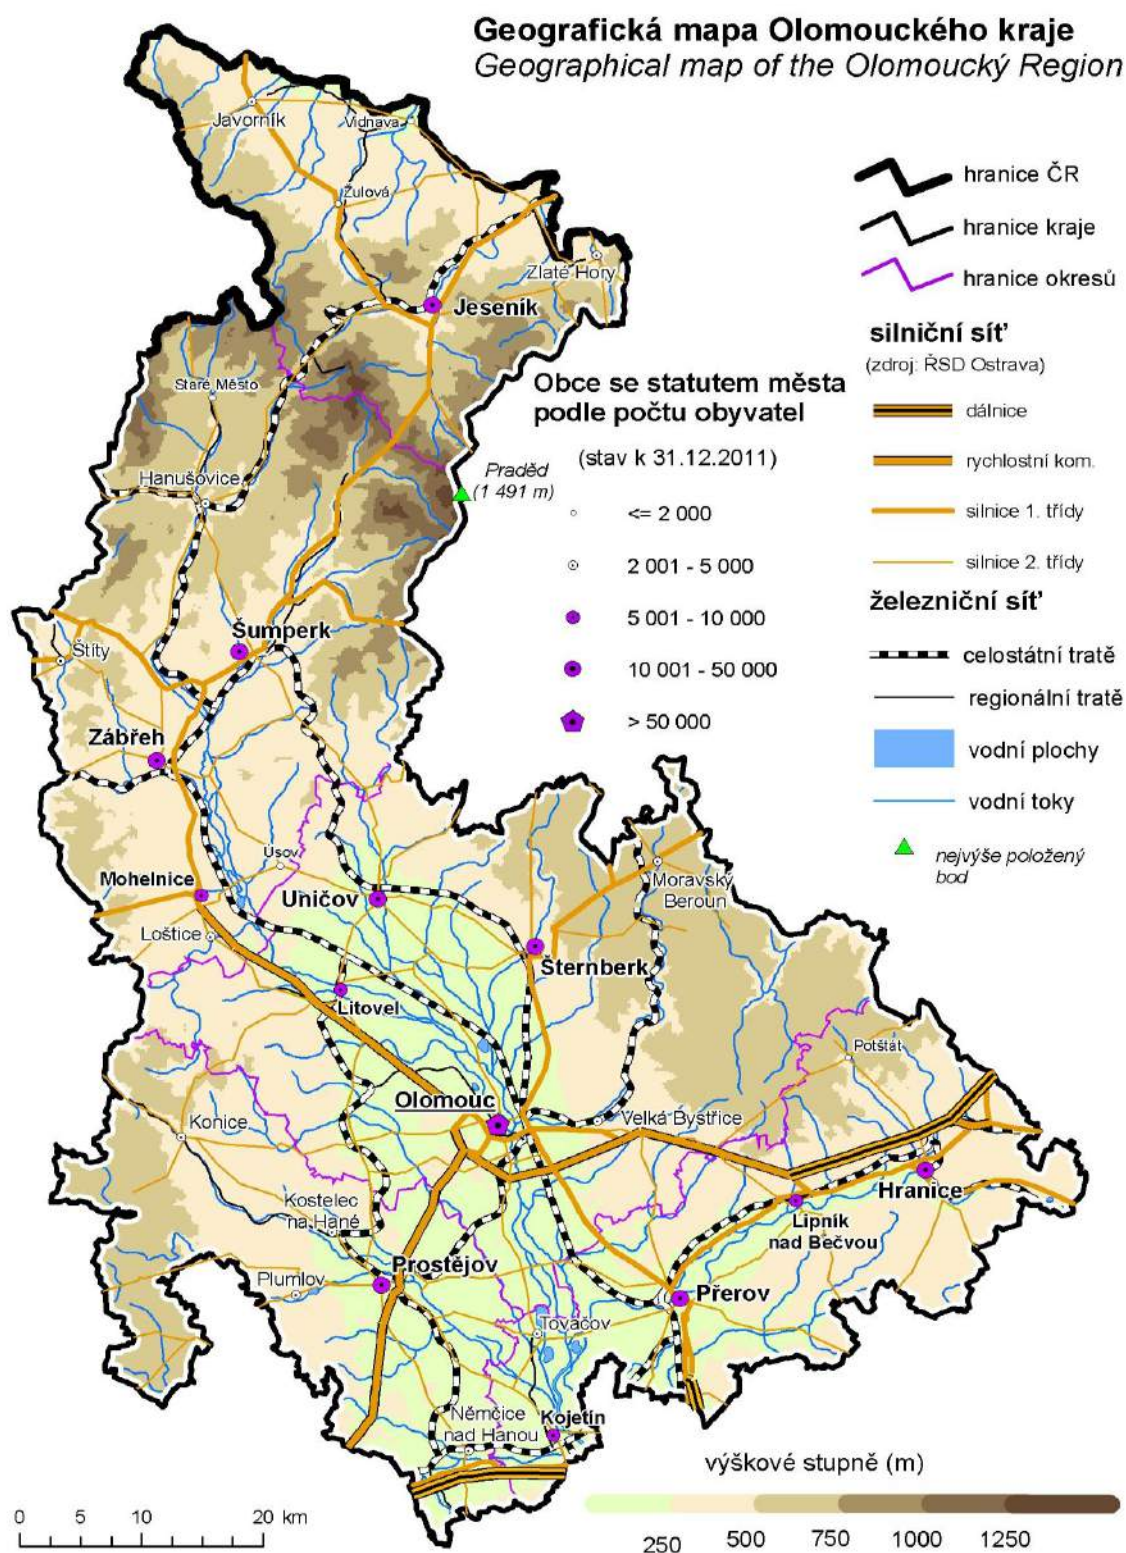 Geografická mapa Olomouckého kraje
Geographical map of the Olomoucký Region
hranice ČR
hranice kraje
hranice okresů
silniční síť
(zdroj: ŘSD Ostrava)
dálnice
rychlostní kom.
silnice 1. třídy
silnice 2. třídy
železniční síť
celostátní tratě
regionální tratě
vodní plochy
vodní toky
nejvýše položený
bod
Obce se statutem města
podle počtu obyvatel
(stav k 31.12.2011)
<= 2 000
2 001 - 5 000
5 001 - 10 000
10 001 - 50 000
> 50 000
Javorník
Vidnava
Žulová
Zlaté Hory
Jeseník
Staré Město
Hanušovice
Praděd
(1 491 m)
Šumperk
Štíty
Zábřeh
Úsov
Mohelnice
Uničov
Moravský
Beroun
Loštice
Šternberk
Litovel
Potštát
Olomouc
Velká Bystřice
Konice
Hranice
Kostelec
na Hané
Lipník
nad Bečvou
Prostějov
Plumlov
Přerov
Tovačov
Němčice
nad Hanou
Kojetín
výškové stupně (m)
250 500 750 1000 1250
0 5 10 20 km